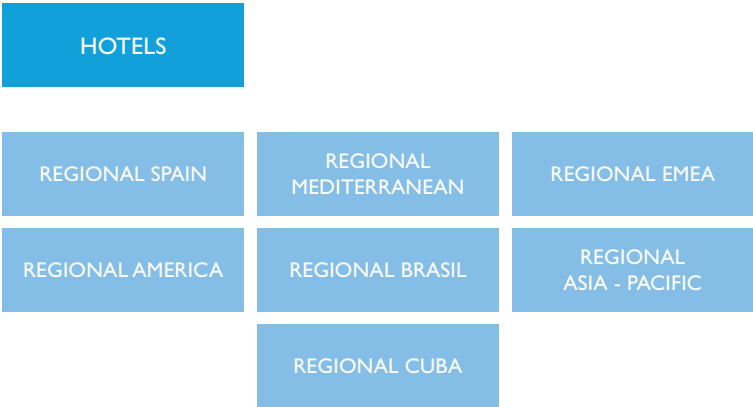 HOTELS
REGIONAL SPAIN
REGIONAL
MEDITERRANEAN
REGIONAL EMEA
REGIONAL AMERICA
REGIONAL BRASIL
REGIONAL
ASIA - PACIFIC
REGIONAL CUBA